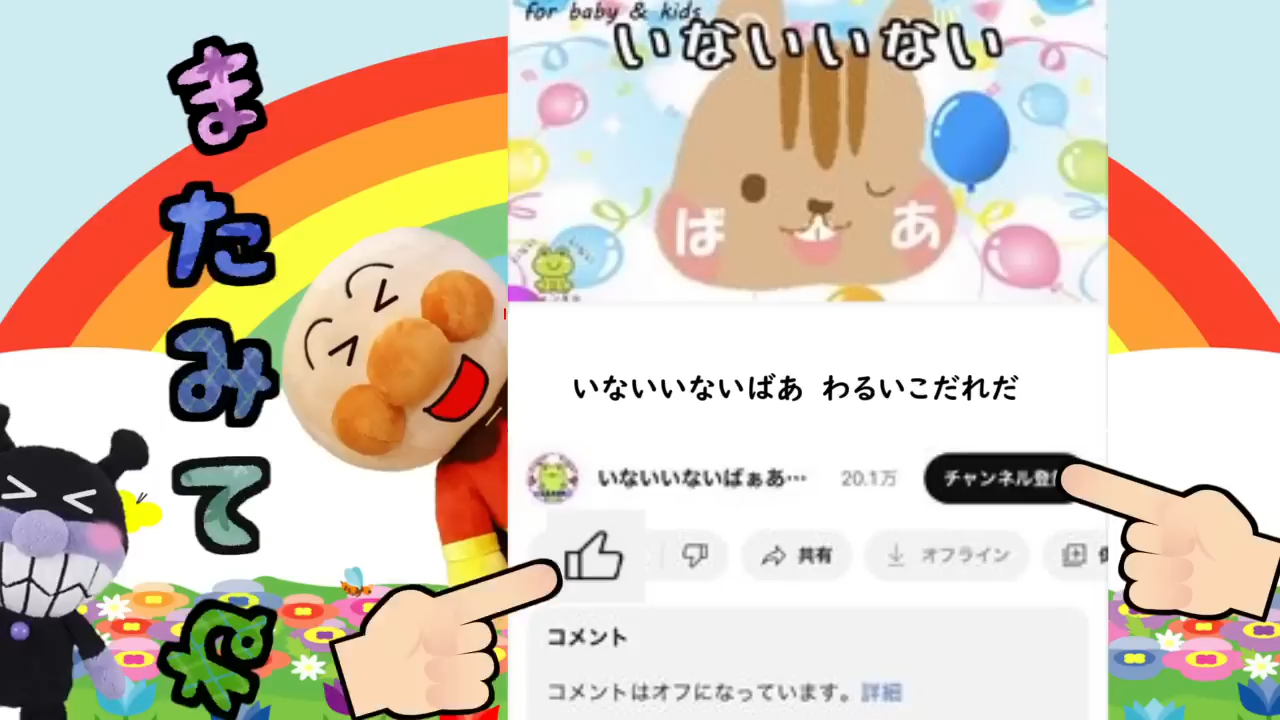 またみてね
for baby & kids
いないいない
ば
あ
いないいないばあ わるいこだれだ
いないいないばぁあ… 20.1万 チャンネル登
共有 オフライン
コメント
コメントはオフになっています。詳細